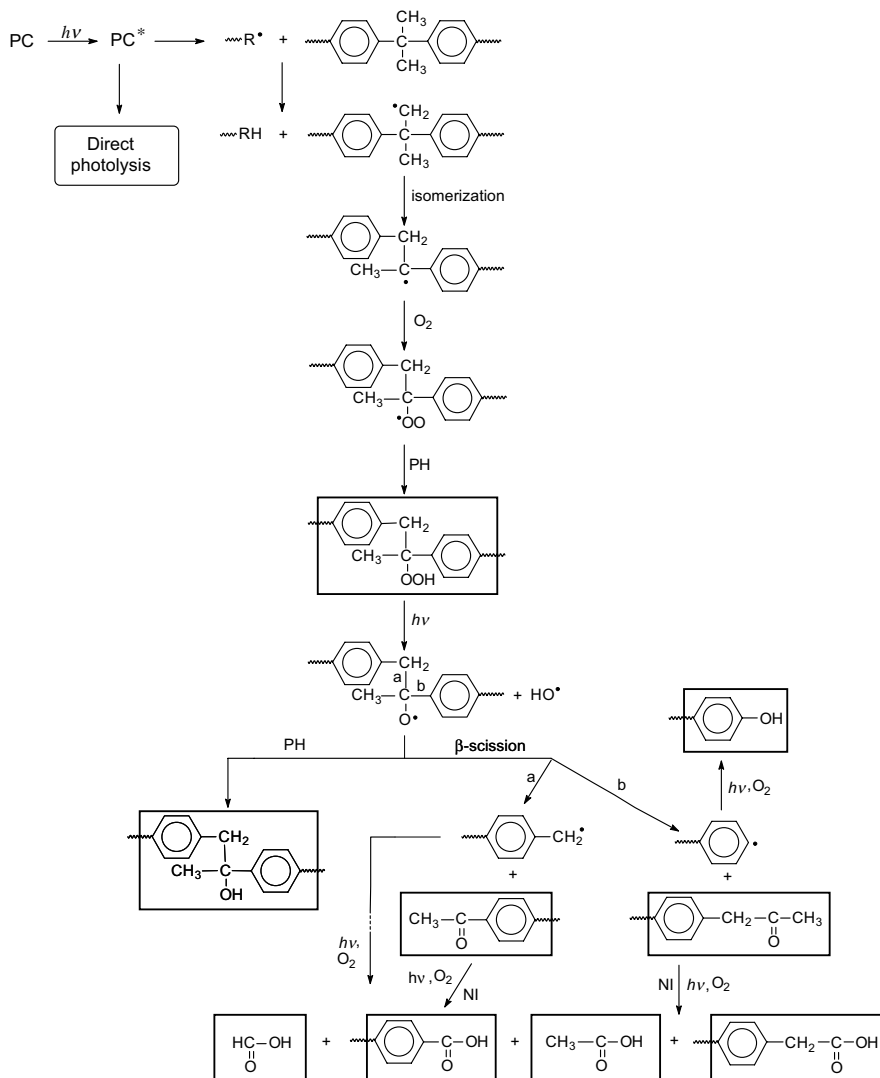 PC hν PC* R• + CH3 C CH3
Direct photolysis
RH + •CH2 C CH3
isomerization
CH2
CH3 C •
O2
CH2
CH3 C
•OO
PH
CH2
CH3 C
OOH
hν
CH2
a b
CH3 C + HO•
O•
OH
PH β-scission
a b hν, O2
CH2
CH3 C
OH
CH2•
•
+ +
CH3 C
O
CH2 C CH3
O
hν, O2
hν, O2 NI
NI hν, O2
HC OH
O
+
C OH
O
+
CH3 C OH
O
+
CH2 C OH
O